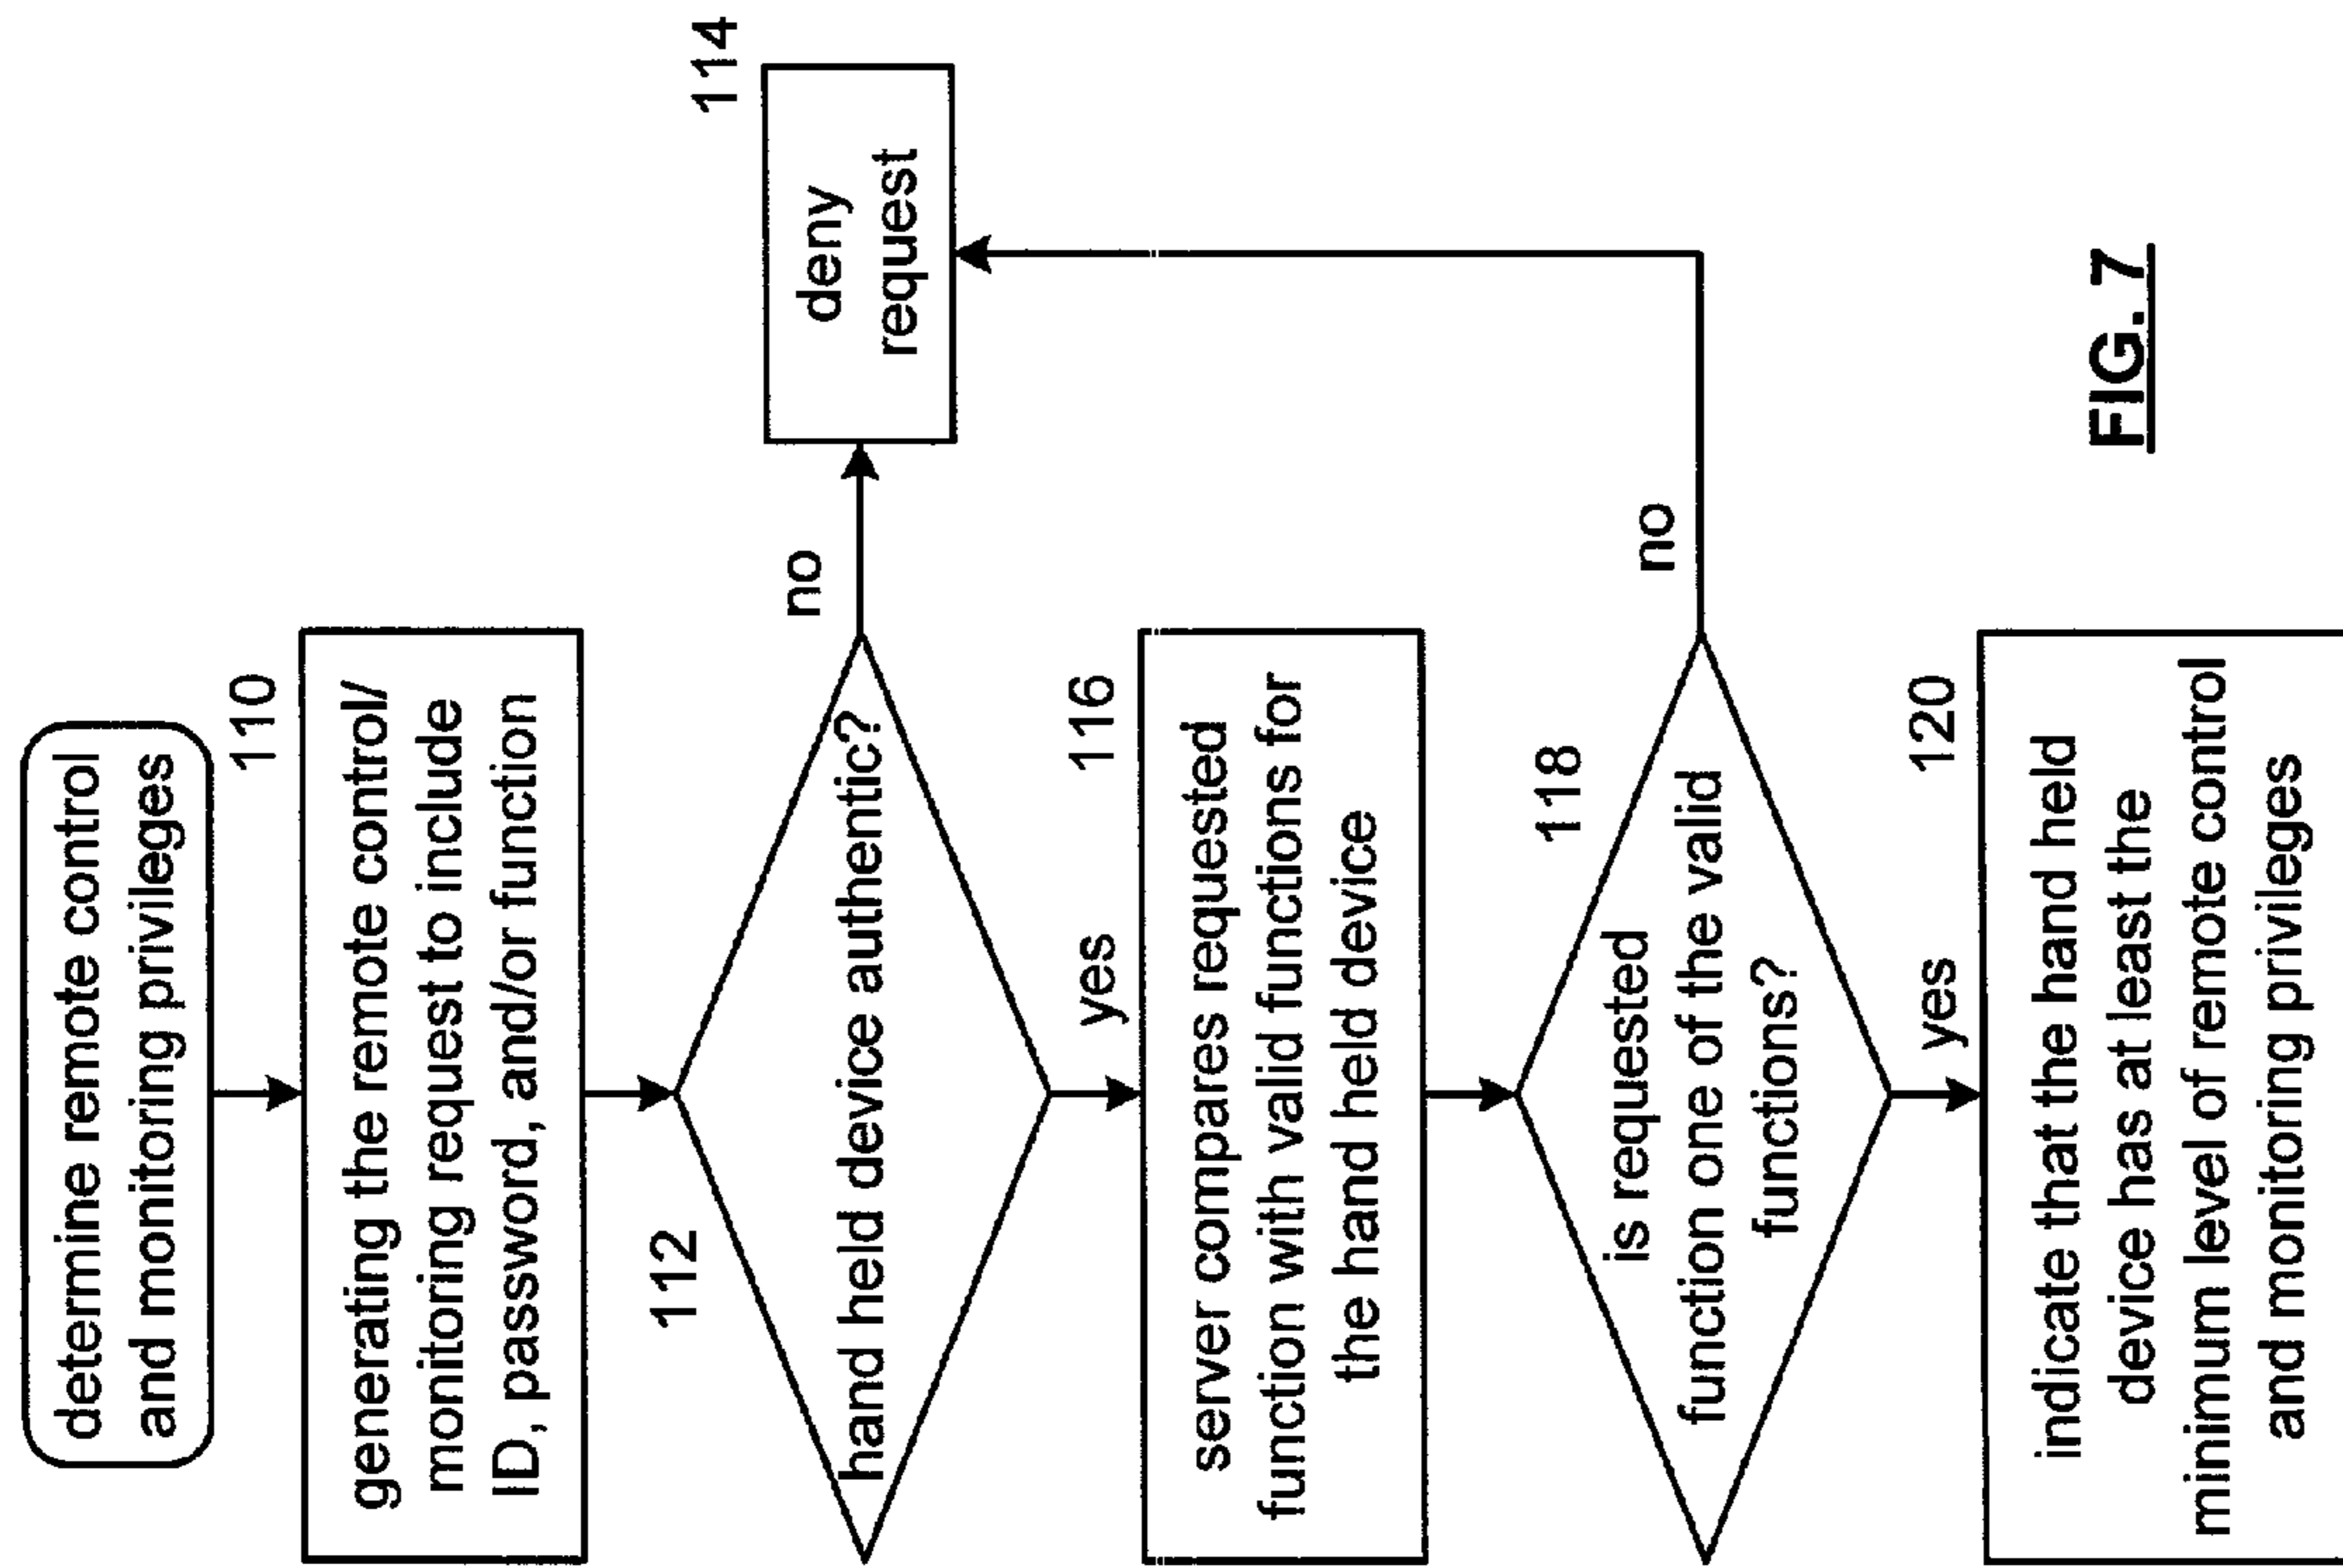 determine remote control
and monitoring privileges
110
generating the remote control/
monitoring request to include
ID, password, and/or function
112
hand held device authentic?
no
114
deny
request
yes
116
server compares requested
function with valid functions for
the hand held device
118
is requested
function one of the valid
functions?
no
yes
120
indicate that the hand held
device has at least the
minimum level of remote control
and monitoring privileges
FIG. 7